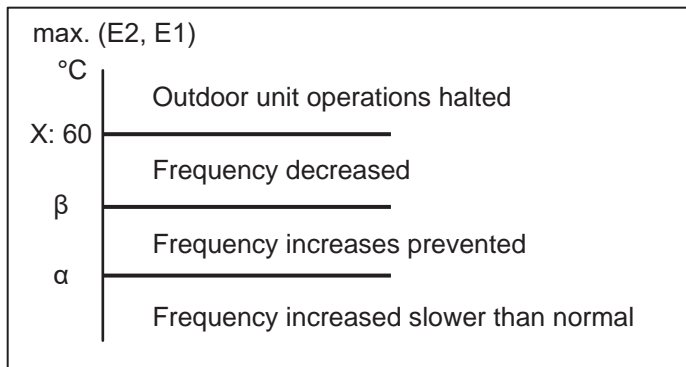 max. (E2, E1)
°C
Outdoor unit operations halted
X: 60
Frequency decreased
β
Frequency increases prevented
α
Frequency increased slower than normal